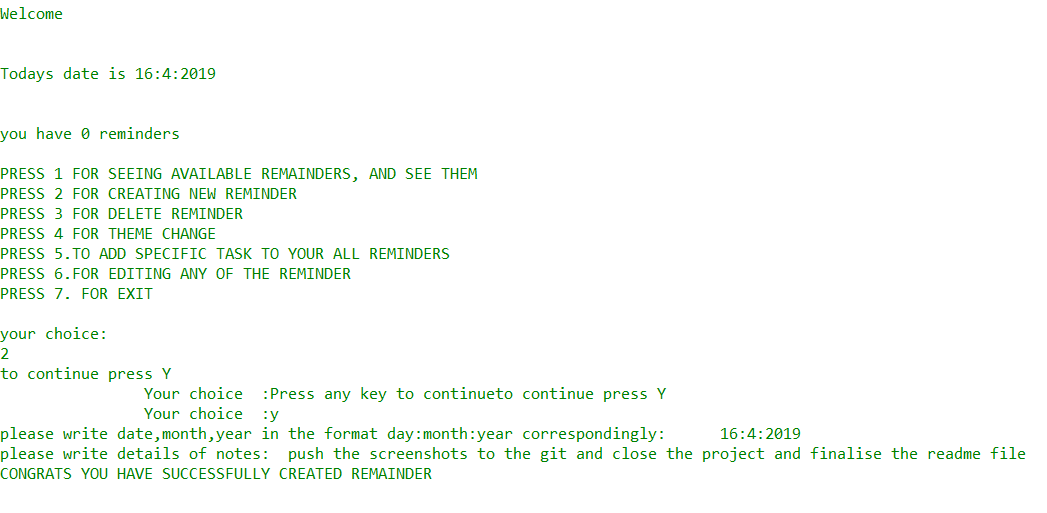 Welcome
Todays date is 16:4:2019
you have 0 reminders
PRESS 1 FOR SEEING AVAILABLE REMAINDERS, AND SEE THEM
PRESS 2 FOR CREATING NEW REMINDER
PRESS 3 FOR DELETE REMINDER
PRESS 4 FOR THEME CHANGE
PRESS 5.TO ADD SPECIFIC TASK TO YOUR ALL REMINDERS
PRESS 6.FOR EDITING ANY OF THE REMINDER
PRESS 7. FOR EXIT
your choice:
2
to continue press Y
Your choice  :Press any key to continueto continue press Y
Your choice  :y
please write date,month,year in the format day:month:year correspondingly:      16:4:2019
please write details of notes:  push the screenshots to the git and close the project and finalise the readme file
CONGRATS YOU HAVE SUCCESSFULLY CREATED REMAINDER